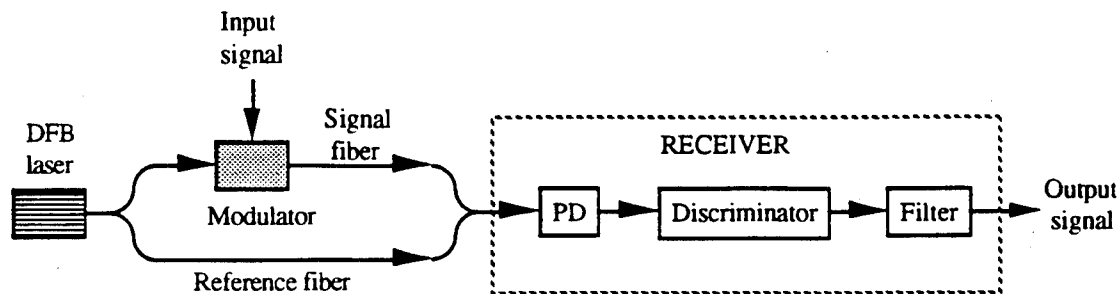 Input
signal
DFB
laser
Signal
fiber
RECEIVER
PD
Discriminator
Filter
Output
signal
Modulator
Reference fiber